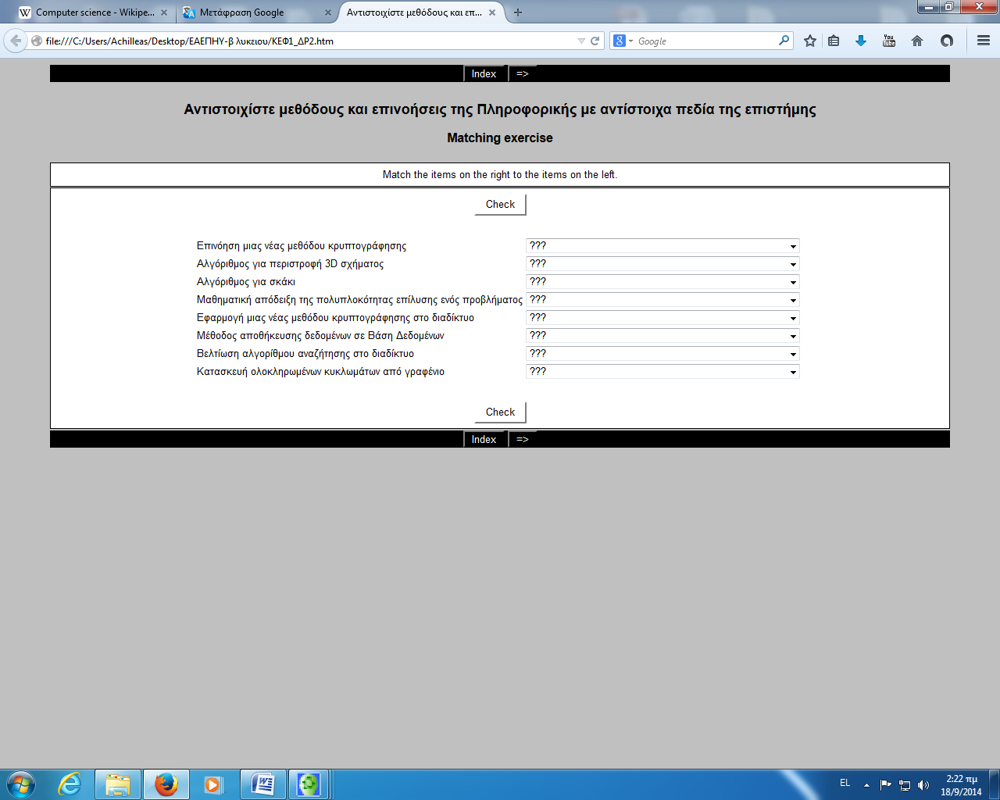 Computer science - Wikipe...
Μετάφραση Google
Αντιστοιχίστε μεθόδους και επ...
file:///C:/Users/Achilleas/Desktop/ΕΑΕΠΗΥ-β λυκειου/ΚΕΦ1_ΔΡ2.htm
Google
Index =>
Αντιστοιχίστε μεθόδους και επινοήσεις της Πληροφορικής με αντίστοιχα πεδία της επιστήμης
Matching exercise
Match the items on the right to the items on the left.
Check
Επινόηση μιας νέας μεθόδου κρυπτογράφησης ???
Αλγόριθμος για περιστροφή 3D σχήματος ???
Αλγόριθμος για σκάκι ???
Μαθηματική απόδειξη της πολυπλοκότητας επίλυσης ενός προβλήματος ???
Εφαρμογή μιας νέας μεθόδου κρυπτογράφησης στο διαδίκτυο ???
Μέθοδος αποθήκευσης δεδομένων σε Βάση Δεδομένων ???
Βελτίωση αλγορίθμου αναζήτησης στο διαδίκτυο ???
Κατασκευή ολοκληρωμένων κυκλωμάτων από γραφένιο ???
Check
Index =>
EL
2:22 πμ
18/9/2014